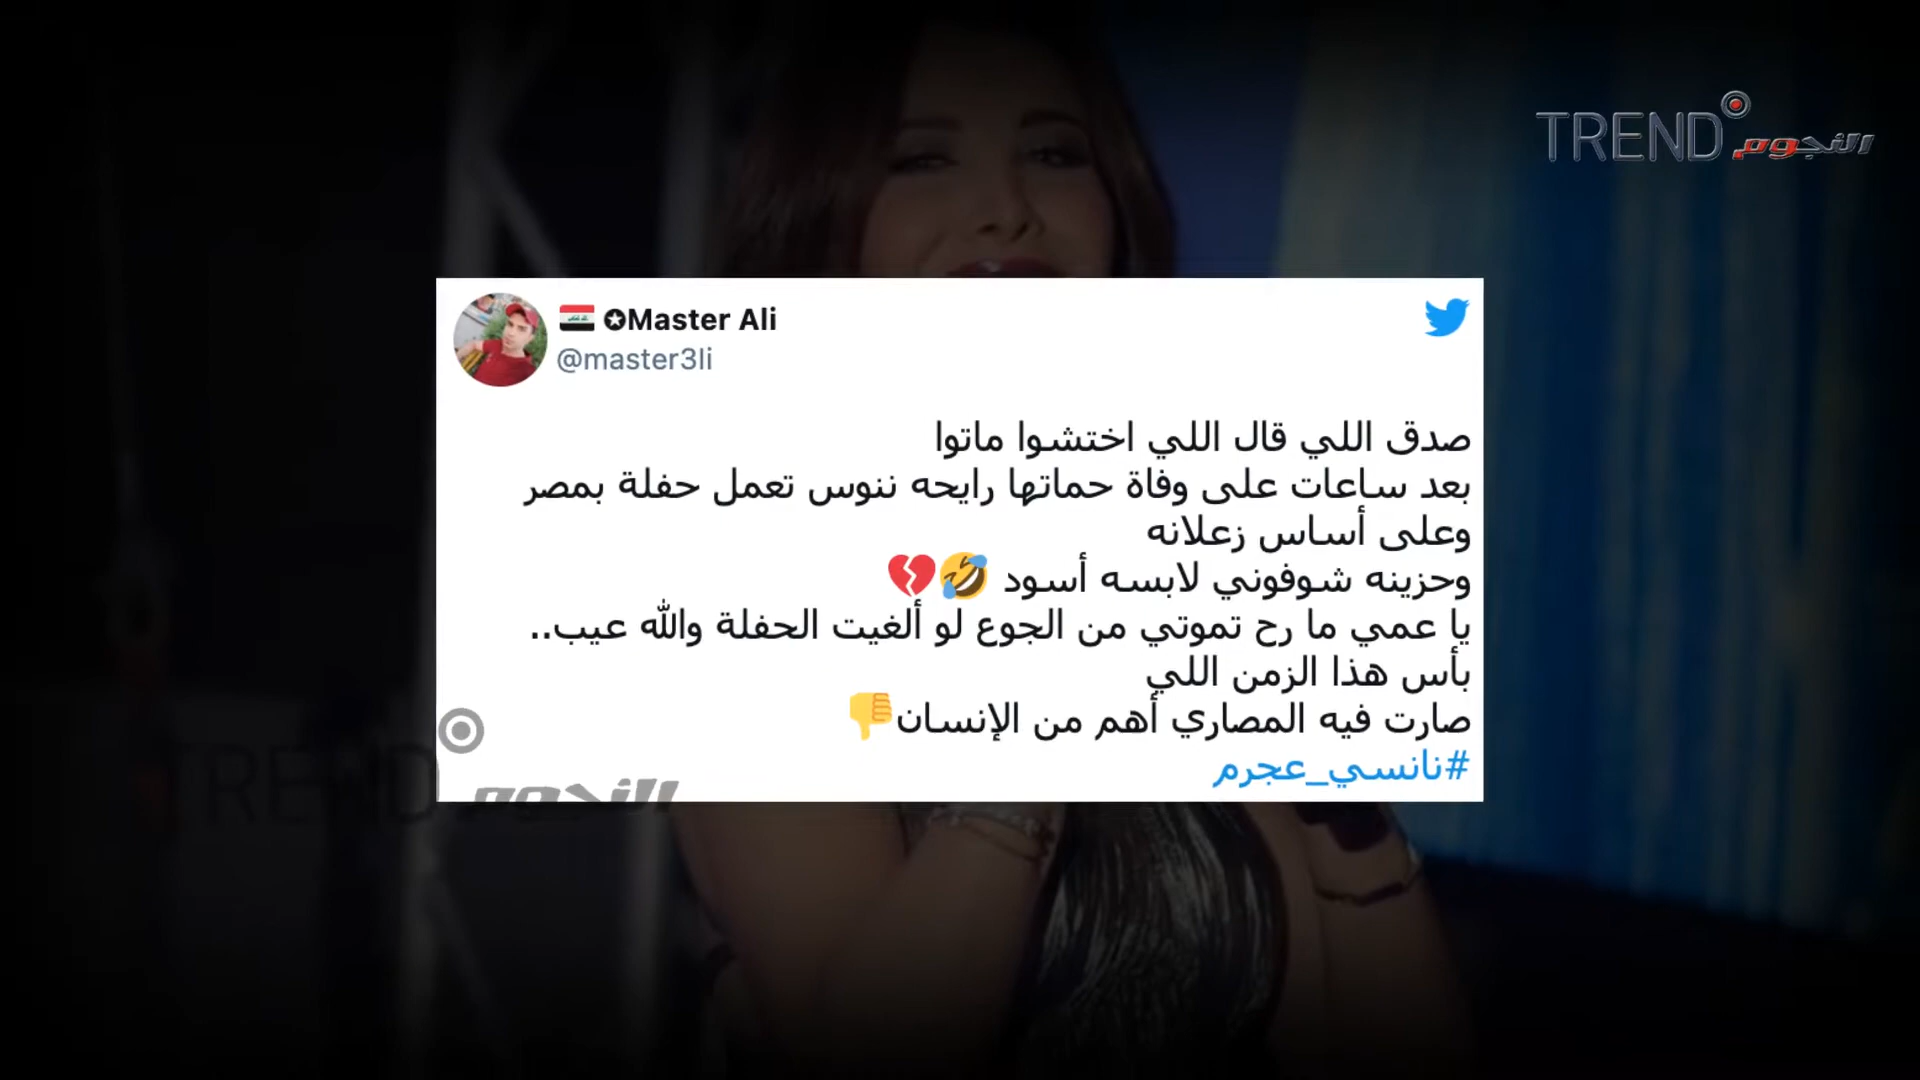 TREND النجوم
🇮🇶 ✪Master Ali
@master3li
صدق اللي قال اللي اختشوا ماتوا
بعد ساعات على وفاة حماتها رايحه ننوس تعمل حفلة بمصر
وعلى أساس زعلانه
وحزينه شوفوني لابسه أسود 🤣💔
يا عمي ما رح تموتي من الجوع لو ألغيت الحفلة والله عيب..
بأس هذا الزمن اللي
صارت فيه المصاري أهم من الإنسان👎
#نانسي_عجرم
TREND النجوم